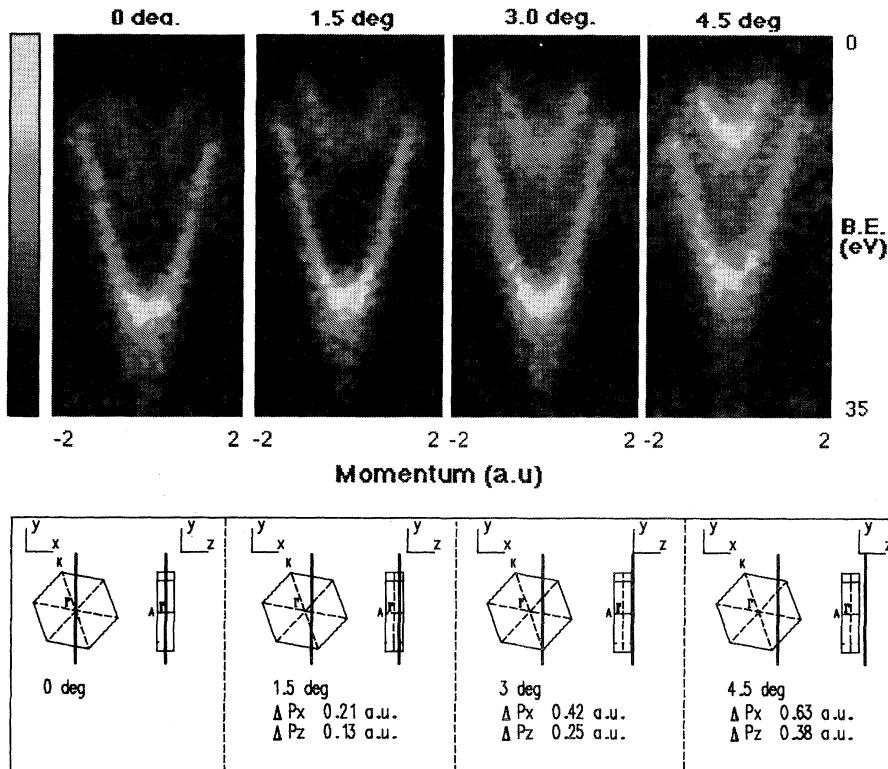 0 deg. 1.5 deg 3.0 deg. 4.5 deg
0
B.E.
(eV)
35
-2 2 -2 2 -2 2 -2 2
Momentum (a.u)
y x K Γ A y z
0 deg
y x K Γ A y z
1.5 deg
Δ Px 0.21 a.u.
Δ Pz 0.13 a.u.
y x K Γ A y z
3 deg
Δ Px 0.42 a.u.
Δ Pz 0.25 a.u.
y x K Γ A y z
4.5 deg
Δ Px 0.63 a.u.
Δ Pz 0.38 a.u.